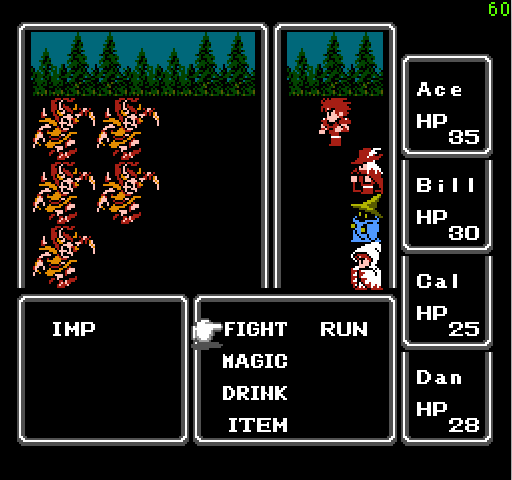 60
Ace
HP
35
Bill
HP
30
Cal
HP
25
Dan
HP
28
IMP
FIGHT RUN
MAGIC
DRINK
ITEM